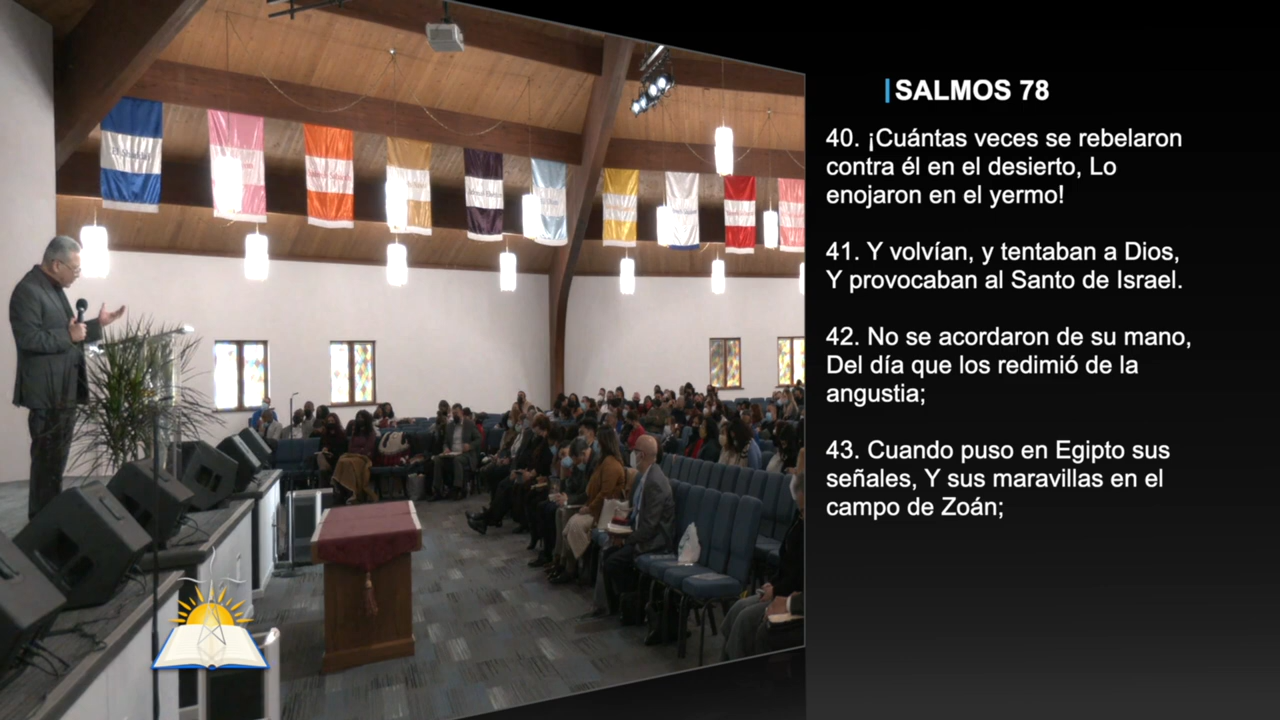 SALMOS 78
40. ¡Cuántas veces se rebelaron
contra él en el desierto, Lo
enojaron en el yermo!
41. Y volvían, y tentaban a Dios,
Y provocaban al Santo de Israel.
42. No se acordaron de su mano,
Del día que los redimió de la
angustia;
43. Cuando puso en Egipto sus
señales, Y sus maravillas en el
campo de Zoán;